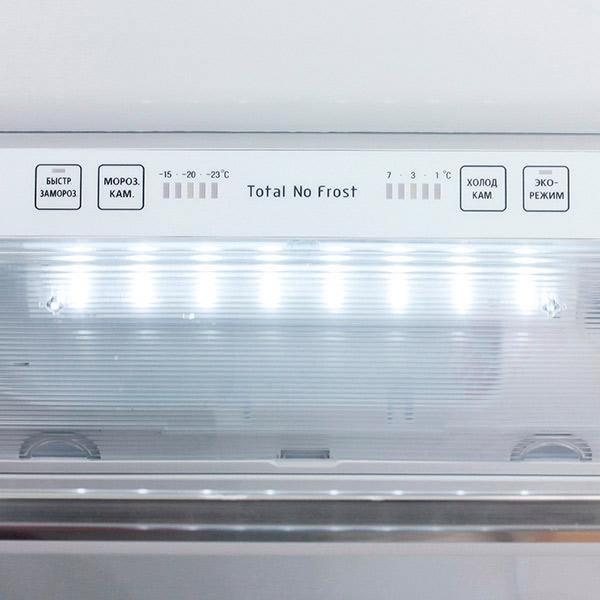 БЫСТР.
ЗАМОРОЗ.
МОРОЗ.
КАМ.
-15 · -20 · -23°C
Total No Frost
7 · 3 · 1 °C
ХОЛОД
КАМ.
ЭКО-
РЕЖИМ